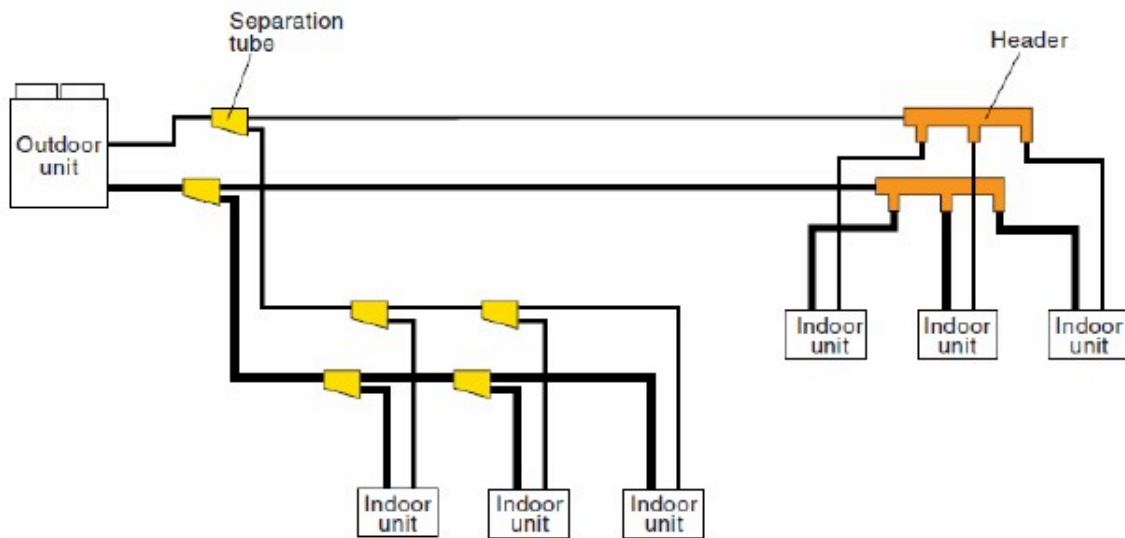 Separation
tube
Header
Outdoor
unit
Indoor
unit
Indoor
unit
Indoor
unit
Indoor
unit
Indoor
unit
Indoor
unit